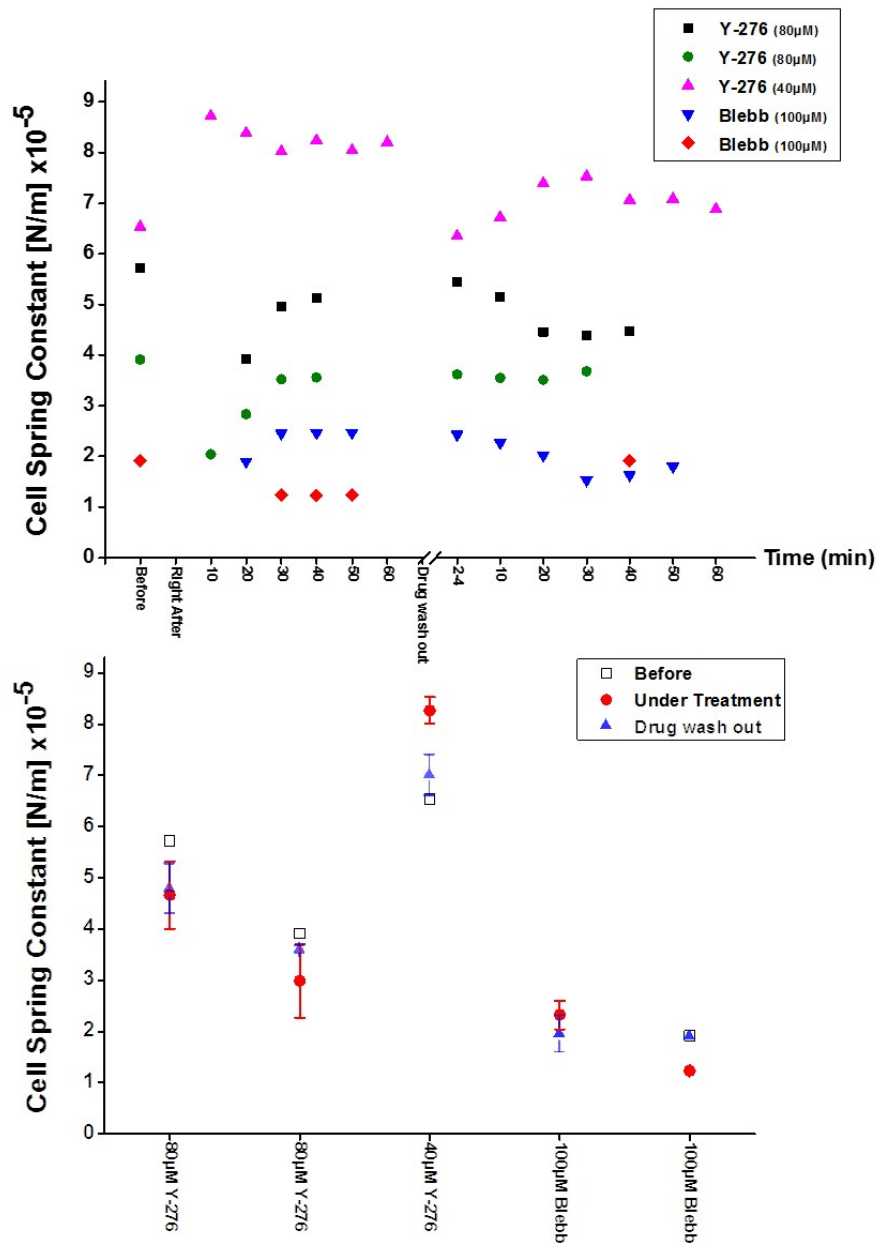 Y-276 (80µM)
Y-276 (80µM)
Y-276 (40µM)
Blebb (100µM)
Blebb (100µM)
Cell Spring Constant [N/m] x10-5
9
8
7
6
5
4
3
2
1
0
Before
Right After
10
20
30
40
50
60
Drug wash out
2-4
10
20
30
40
50
60
Time (min)
Before
Under Treatment
Drug wash out
Cell Spring Constant [N/m] x10-5
9
8
7
6
5
4
3
2
1
0
80µM Y-276
80µM Y-276
40µM Y-276
100µM Blebb
100µM Blebb